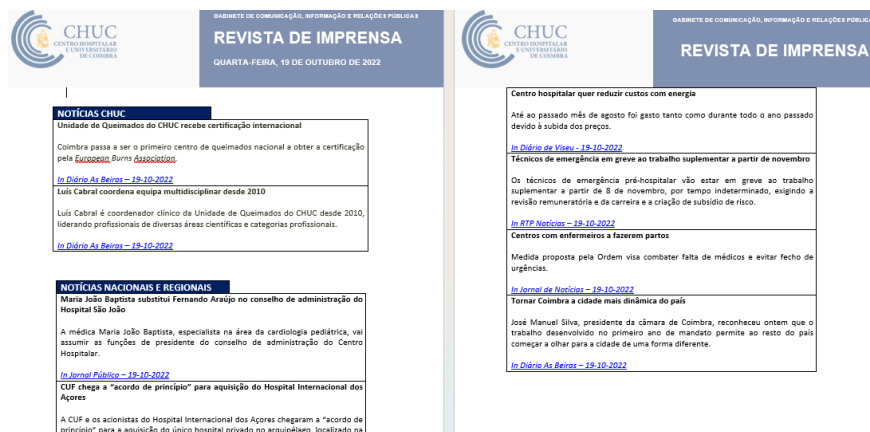 CHUC
CENTRO HOSPITALAR
E UNIVERSITÁRIO
DE COIMBRA
GABINETE DE COMUNICAÇÃO, INFORMAÇÃO E RELAÇÕES PÚBLICAS
REVISTA DE IMPRENSA
QUARTA-FEIRA, 19 DE OUTUBRO DE 2022
NOTÍCIAS CHUC
Unidade de Queimados do CHUC recebe certificação internacional
Coimbra passa a ser o primeiro centro de queimados nacional a obter a certificação
pela European Burns Association.
In Diário As Beiras – 19-10-2022
Luís Cabral coordena equipa multidisciplinar desde 2010
Luís Cabral é coordenador clínico da Unidade de Queimados do CHUC desde 2010,
liderando profissionais de diversas áreas científicas e categorias profissionais.
In Diário As Beiras – 19-10-2022
NOTÍCIAS NACIONAIS E REGIONAIS
Maria João Baptista substitui Fernando Araújo no conselho de administração do
Hospital São João
A médica Maria João Baptista, especialista na área da cardiologia pediátrica, vai
assumir as funções de presidente do conselho de administração do Centro
Hospitalar.
In Jornal Público – 19-10-2022
CUF chega a “acordo de princípio” para aquisição do Hospital Internacional dos
Açores
A CUF e os acionistas do Hospital Internacional dos Açores chegaram a “acordo de
princípio” para a aquisição do único hospital privado no arquipélago, localizado na
CHUC
CENTRO HOSPITALAR
E UNIVERSITÁRIO
DE COIMBRA
GABINETE DE COMUNICAÇÃO, INFORMAÇÃO E RELAÇÕES PÚBLICA
REVISTA DE IMPRENSA
Centro hospitalar quer reduzir custos com energia
Até ao passado mês de agosto foi gasto tanto como durante todo o ano passado
devido à subida dos preços.
In Diário de Viseu - 19-10-2022
Técnicos de emergência em greve ao trabalho suplementar a partir de novembro
Os técnicos de emergência pré-hospitalar vão estar em greve ao trabalho
suplementar a partir de 8 de novembro, por tempo indeterminado, exigindo a
revisão remuneratória e da carreira e a criação de subsídio de risco.
In RTP Notícias – 19-10-2022
Centros com enfermeiros a fazerem partos
Medida proposta pela Ordem visa combater falta de médicos e evitar fecho de
urgências.
In Jornal de Notícias – 19-10-2022
Tornar Coimbra a cidade mais dinâmica do país
José Manuel Silva, presidente da câmara de Coimbra, reconheceu ontem que o
trabalho desenvolvido no primeiro ano de mandato permite ao resto do país
começar a olhar para a cidade de uma forma diferente.
In Diário As Beiras – 19-10-2022